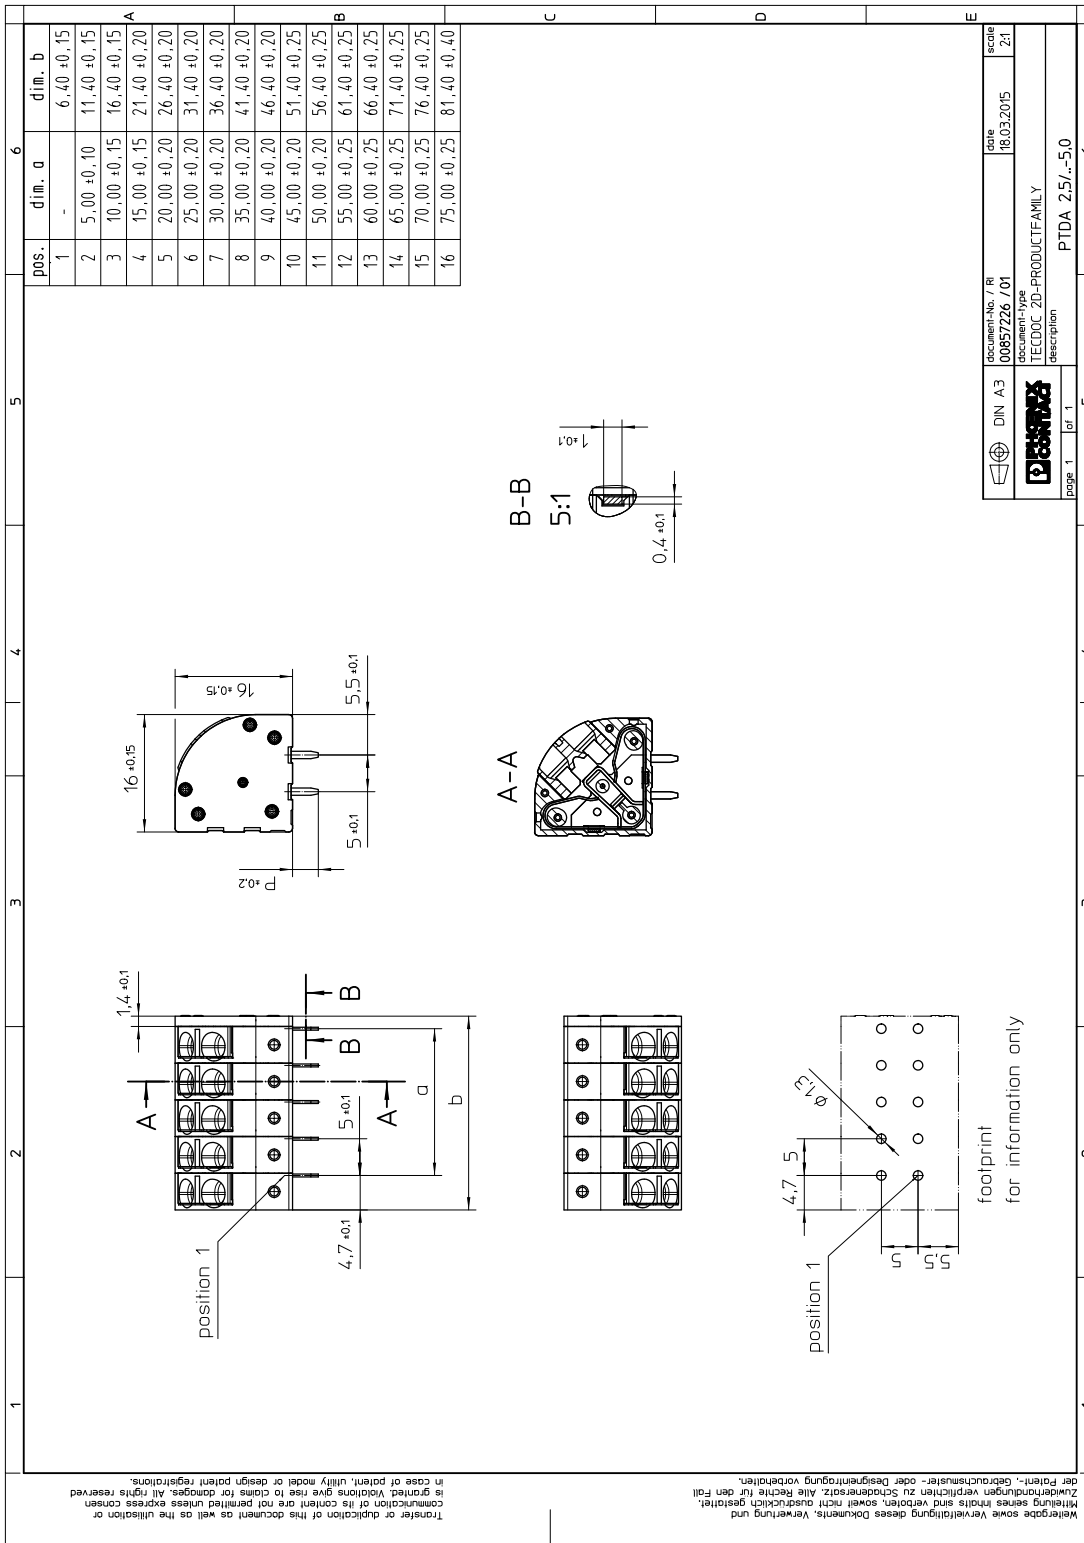 1
2
3
4
5
6
A
B
C
D
E
pos. dim. a dim. b
1 - 6,40 ±0,15
2 5,00 ±0,10 11,40 ±0,15
3 10,00 ±0,15 16,40 ±0,15
4 15,00 ±0,15 21,40 ±0,20
5 20,00 ±0,20 26,40 ±0,20
6 25,00 ±0,20 31,40 ±0,20
7 30,00 ±0,20 36,40 ±0,20
8 35,00 ±0,20 41,40 ±0,20
9 40,00 ±0,20 46,40 ±0,20
10 45,00 ±0,20 51,40 ±0,25
11 50,00 ±0,20 56,40 ±0,25
12 55,00 ±0,25 61,40 ±0,25
13 60,00 ±0,25 66,40 ±0,25
14 65,00 ±0,25 71,40 ±0,25
15 70,00 ±0,25 76,40 ±0,25
16 75,00 ±0,25 81,40 ±0,40
1,4 ±0,1
A
A
B
B
a
b
5 ±0,1
4,7 ±0,1
position 1
16 ±0,15
16 ±0,15
5,5 ±0,1
5 ±0,1
P ±0,2
A-A
B-B
5:1
1 ±0,1
0,4 ±0,1
Ø1,3
4,7
5
5
5,5
position 1
footprint
for information only
DIN A3
document-No. / RI
00857226 / 01
date
18.03.2015
scale
2:1
PHOENIX
CONTACT
document-type
TECDOC 2D-PRODUCTFAMILY
page 1 of 1
description
PTDA 2,5/..-5,0
Transfer or duplication of this document as well as the utilisation or
communication of its content are not permitted unless express consen
is granted. Violations give rise to claims for damages. All rights reserved
in case of patent, utility model or design patent registrations.
Weitergabe sowie Vervielfältigung dieses Dokuments, Verwertung und
Mitteilung seines Inhalts sind verboten, soweit nicht ausdrücklich gestattet.
Zuwiderhandlungen verpflichten zu Schadenersatz. Alle Rechte für den Fall
der Patent-, Gebrauchsmuster- oder Designeintragung vorbehalten.